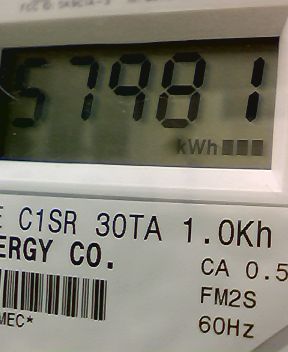 57981
kWh
E C1SR 30TA 1.0Kh
ERGY CO.
CA 0.5
FM2S
MEC*
60Hz